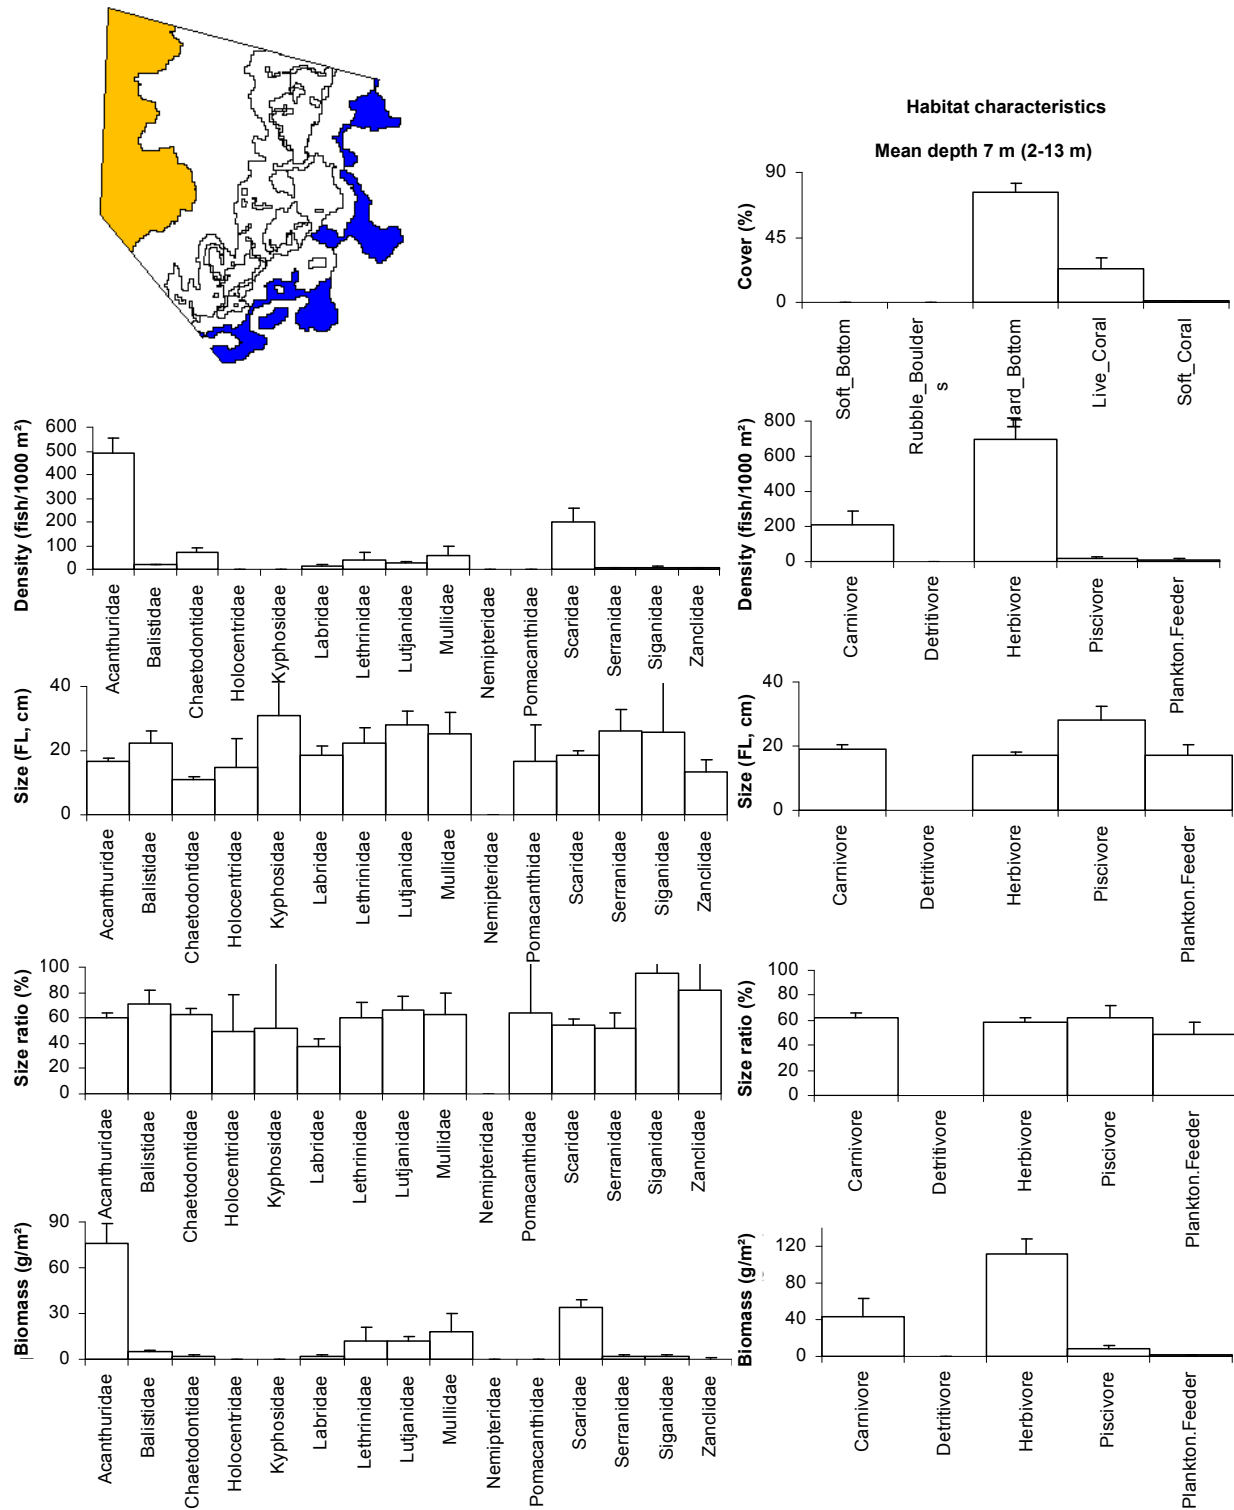 Habitat characteristics
Mean depth 7 m (2-13 m)
Cover (%)
90
45
0
Soft_Bottom
Rubble_Boulder
s
Hard_Bottom
Live_Coral
Soft_Coral
Density (fish/1000 m²)
600
500
400
300
200
100
0
Acanthuridae
Balistidae
Chaetodontidae
Holocentridae
Kyphosidae
Labridae
Lethrinidae
Lutjanidae
Mullidae
Nemipteridae
Pomacanthidae
Scaridae
Serranidae
Siganidae
Zanclidae
Density (fish/1000 m²)
800
600
400
200
0
Carnivore
Detritivore
Herbivore
Piscivore
Plankton.Feeder
Size (FL, cm)
40
20
0
Acanthuridae
Balistidae
Chaetodontidae
Holocentridae
Kyphosidae
Labridae
Lethrinidae
Lutjanidae
Mullidae
Nemipteridae
Pomacanthidae
Scaridae
Serranidae
Siganidae
Zanclidae
Size (FL, cm)
40
20
0
Carnivore
Detritivore
Herbivore
Piscivore
Plankton.Feeder
Size ratio (%)
100
80
60
40
20
0
Acanthuridae
Balistidae
Chaetodontidae
Holocentridae
Kyphosidae
Labridae
Lethrinidae
Lutjanidae
Mullidae
Nemipteridae
Pomacanthidae
Scaridae
Serranidae
Siganidae
Zanclidae
Size ratio (%)
100
80
60
40
20
0
Carnivore
Detritivore
Herbivore
Piscivore
Plankton.Feeder
Biomass (g/m²)
90
60
30
0
Acanthuridae
Balistidae
Chaetodontidae
Holocentridae
Kyphosidae
Labridae
Lethrinidae
Lutjanidae
Mullidae
Nemipteridae
Pomacanthidae
Scaridae
Serranidae
Siganidae
Zanclidae
Biomass (g/m²)
120
80
40
0
Carnivore
Detritivore
Herbivore
Piscivore
Plankton.Feeder